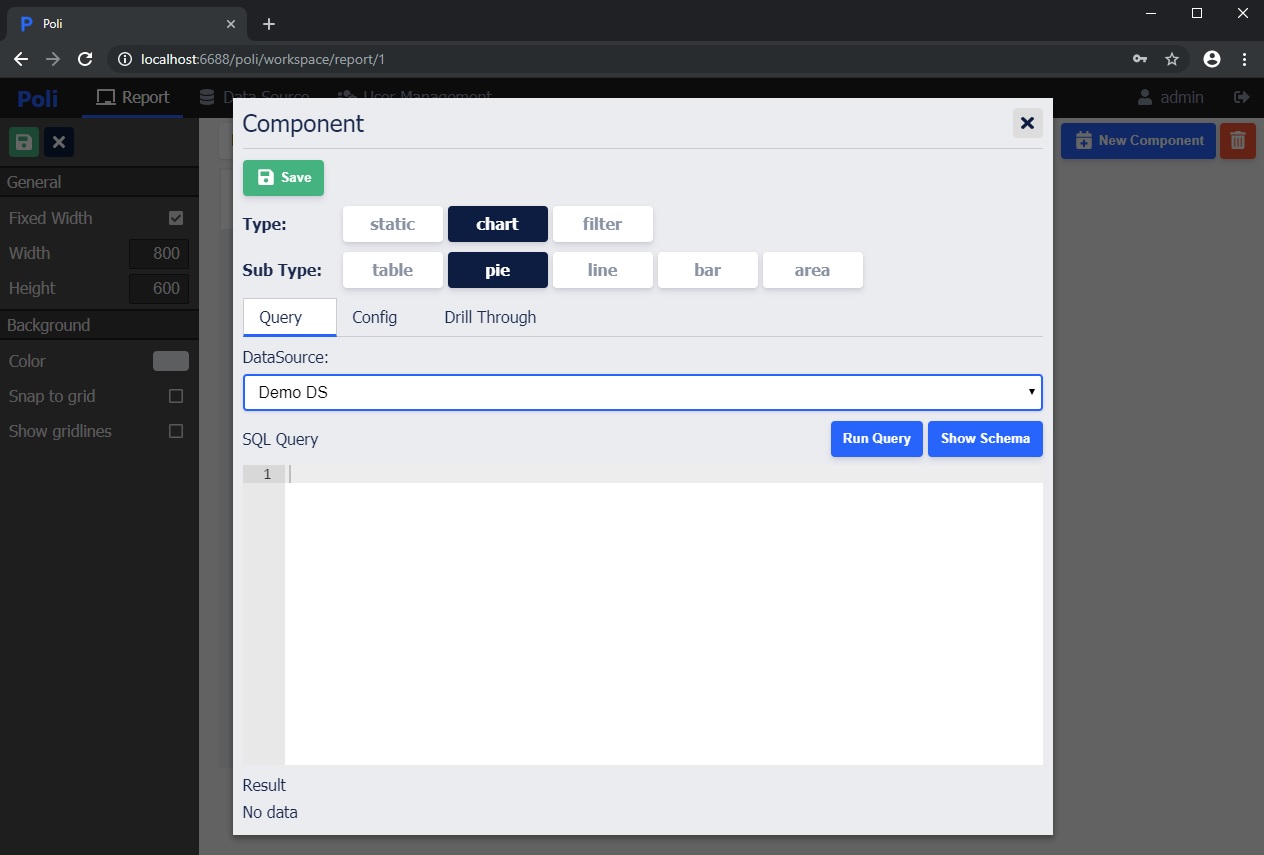 Poli
localhost:6688/poli/workspace/report/1
Poli
Report
Data Source
User Management
admin
Component
New Component
General
Fixed Width
Width 800
Height 600
Background
Color
Snap to grid
Show gridlines
Save
Type: static chart filter
Sub Type: table pie line bar area
Query Config Drill Through
DataSource:
Demo DS
SQL Query Run Query Show Schema
1
Result
No data